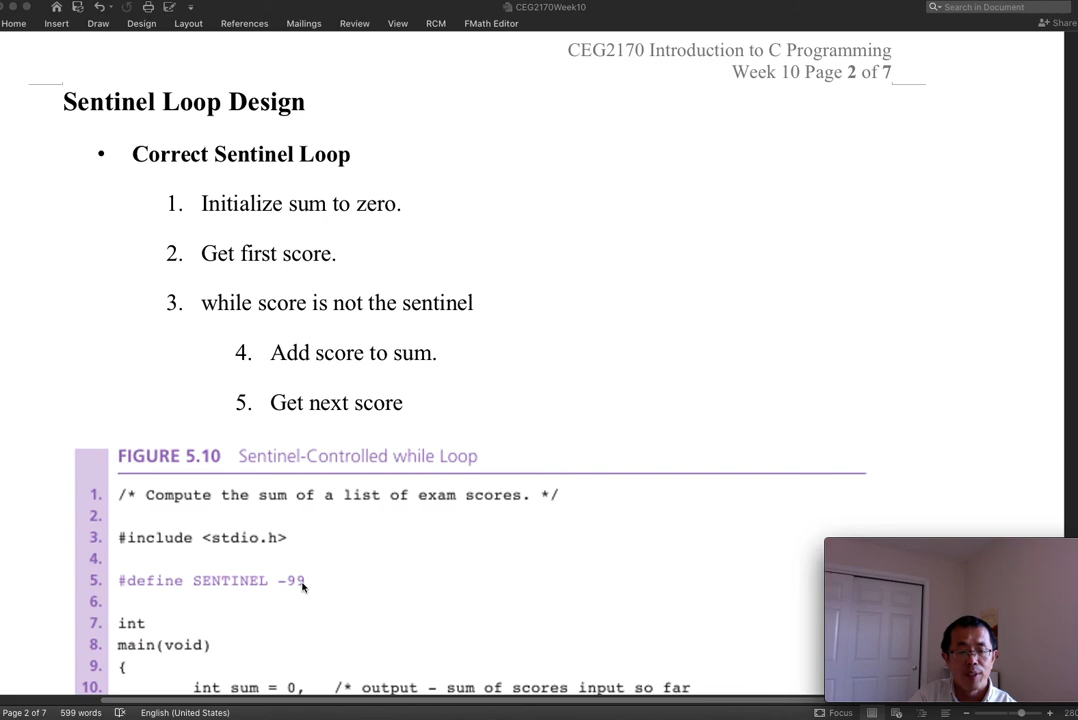 CEG2170Week10
Search in Document
Home Insert Draw Design Layout References Mailings Review View RCM FMath Editor Share
CEG2170 Introduction to C Programming
Week 10 Page 2 of 7
Sentinel Loop Design
• Correct Sentinel Loop
1. Initialize sum to zero.
2. Get first score.
3. while score is not the sentinel
4. Add score to sum.
5. Get next score
FIGURE 5.10 Sentinel-Controlled while Loop
1. /* Compute the sum of a list of exam scores. */
2.
3. #include <stdio.h>
4.
5. #define SENTINEL -99
6.
7. int
8. main(void)
9. {
10. int sum = 0, /* output - sum of scores input so far
Page 2 of 7 599 words English (United States) Focus 280